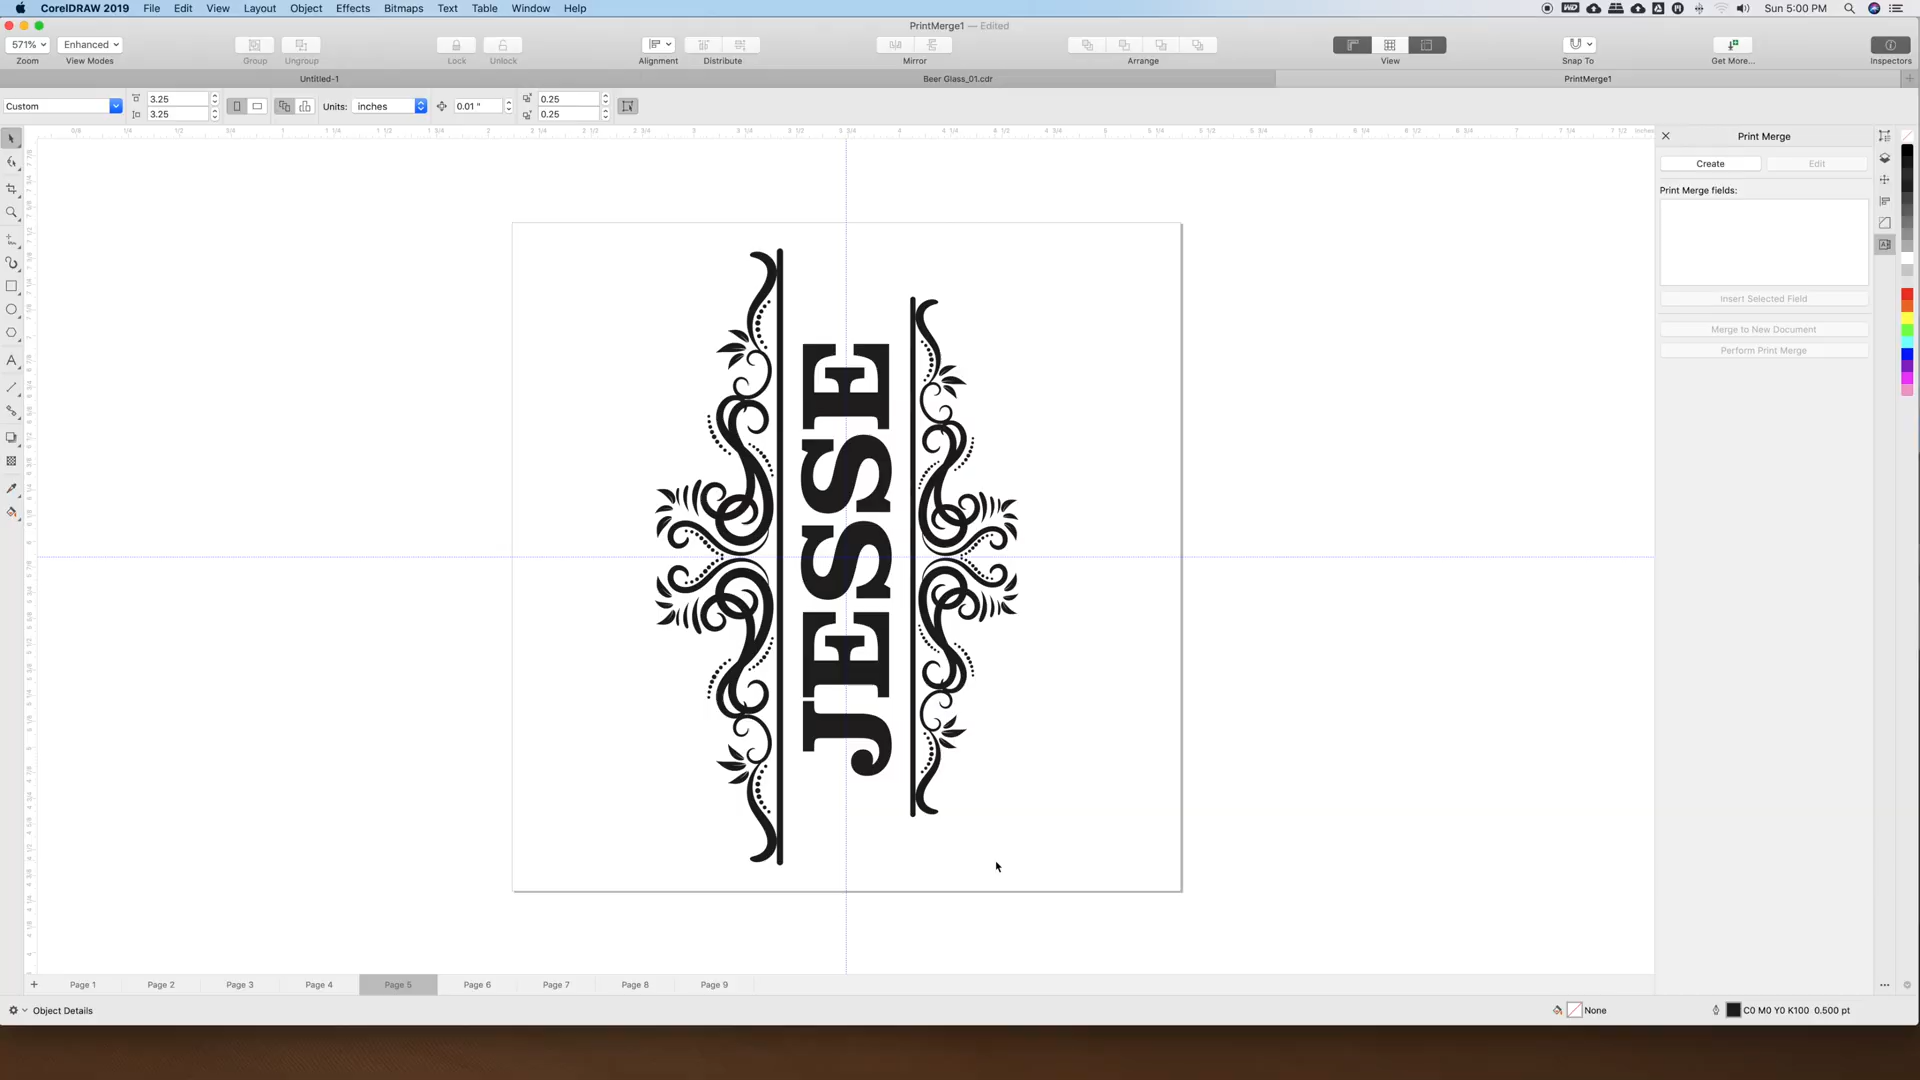 CorelDRAW 2019 File Edit View Layout Object Effects Bitmaps Text Table Window Help Sun 5:00 PM
PrintMerge1 — Edited
571% Enhanced
Zoom View Modes Group Ungroup Lock Unlock Alignment Distribute Mirror Arrange View Snap To Get More... Inspectors
Untitled-1 Beer Glass_01.cdr PrintMerge1
Custom 3.25 Units: inches 0.01 " 0.25
3.25 0.25
Print Merge
Create Edit
Print Merge fields:
Insert Selected Field
Merge to New Document
Perform Print Merge
JESSE
Page 1 Page 2 Page 3 Page 4 Page 5 Page 6 Page 7 Page 8 Page 9
Object Details None C0 M0 Y0 K100 0.500 pt